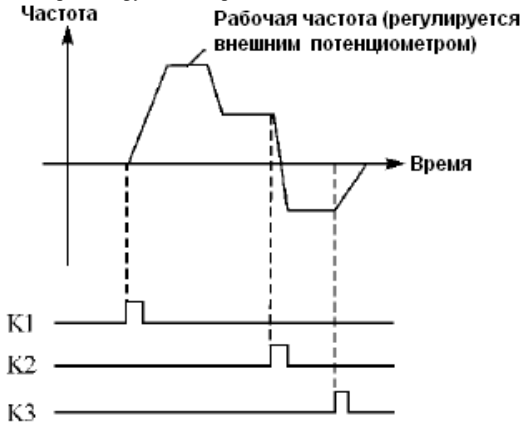 Частота
Рабочая частота (регулируется
внешним потенциометром)
Время
K1
K2
K3